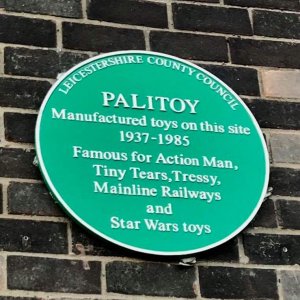 LEICESTERSHIRE COUNTY COUNCIL
PALITOY
Manufactured toys on this site
1937-1985
Famous for Action Man,
Tiny Tears, Tressy,
Mainline Railways
and
Star Wars toys